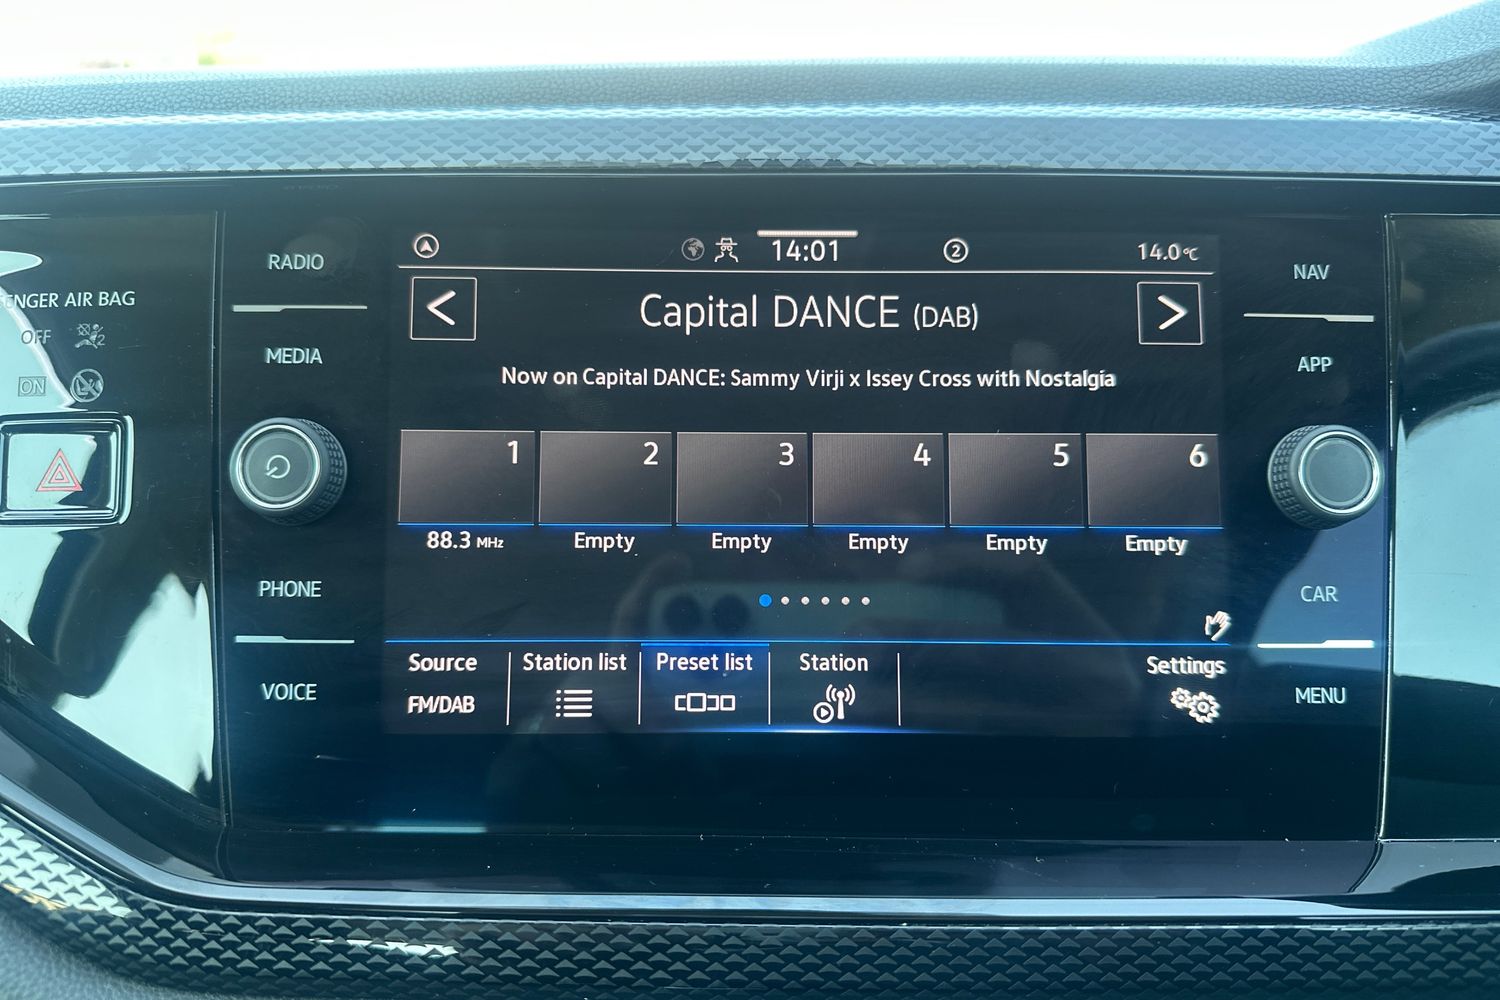 RADIO
MEDIA
PHONE
VOICE
ENGER AIR BAG
OFF
2
ON
14:01
2
14.0°C
Capital DANCE (DAB)
Now on Capital DANCE: Sammy Virji x Issey Cross with Nostalgia
1 2 3 4 5 6
88.3 MHz Empty Empty Empty Empty Empty
Source Station list Preset list Station Settings
FM/DAB
NAV
APP
CAR
MENU